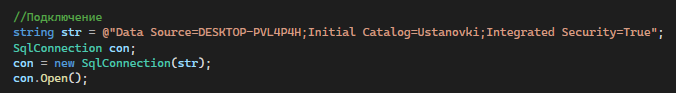 //Подключение
string str = @"Data Source=DESKTOP-PVL4P4H;Initial Catalog=Ustanovki;Integrated Security=True";
SqlConnection con;
con = new SqlConnection(str);
con.Open();